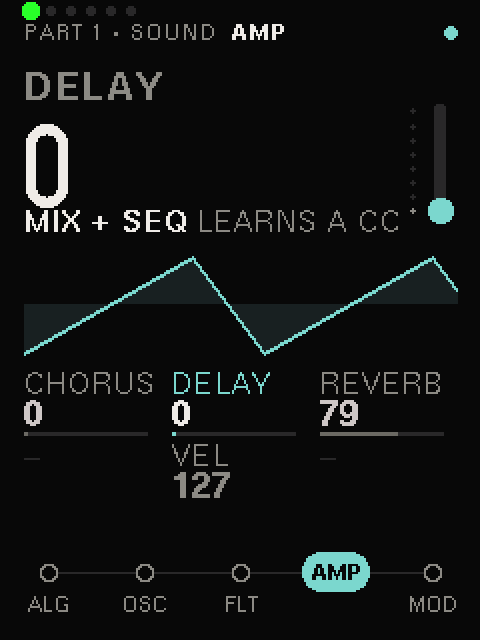 PART 1 · SOUND AMP
DELAY
0
MIX + SEQ LEARNS A CC
CHORUS DELAY REVERB
0 0 79
VEL
127
AMP
ALG OSC FLT MOD